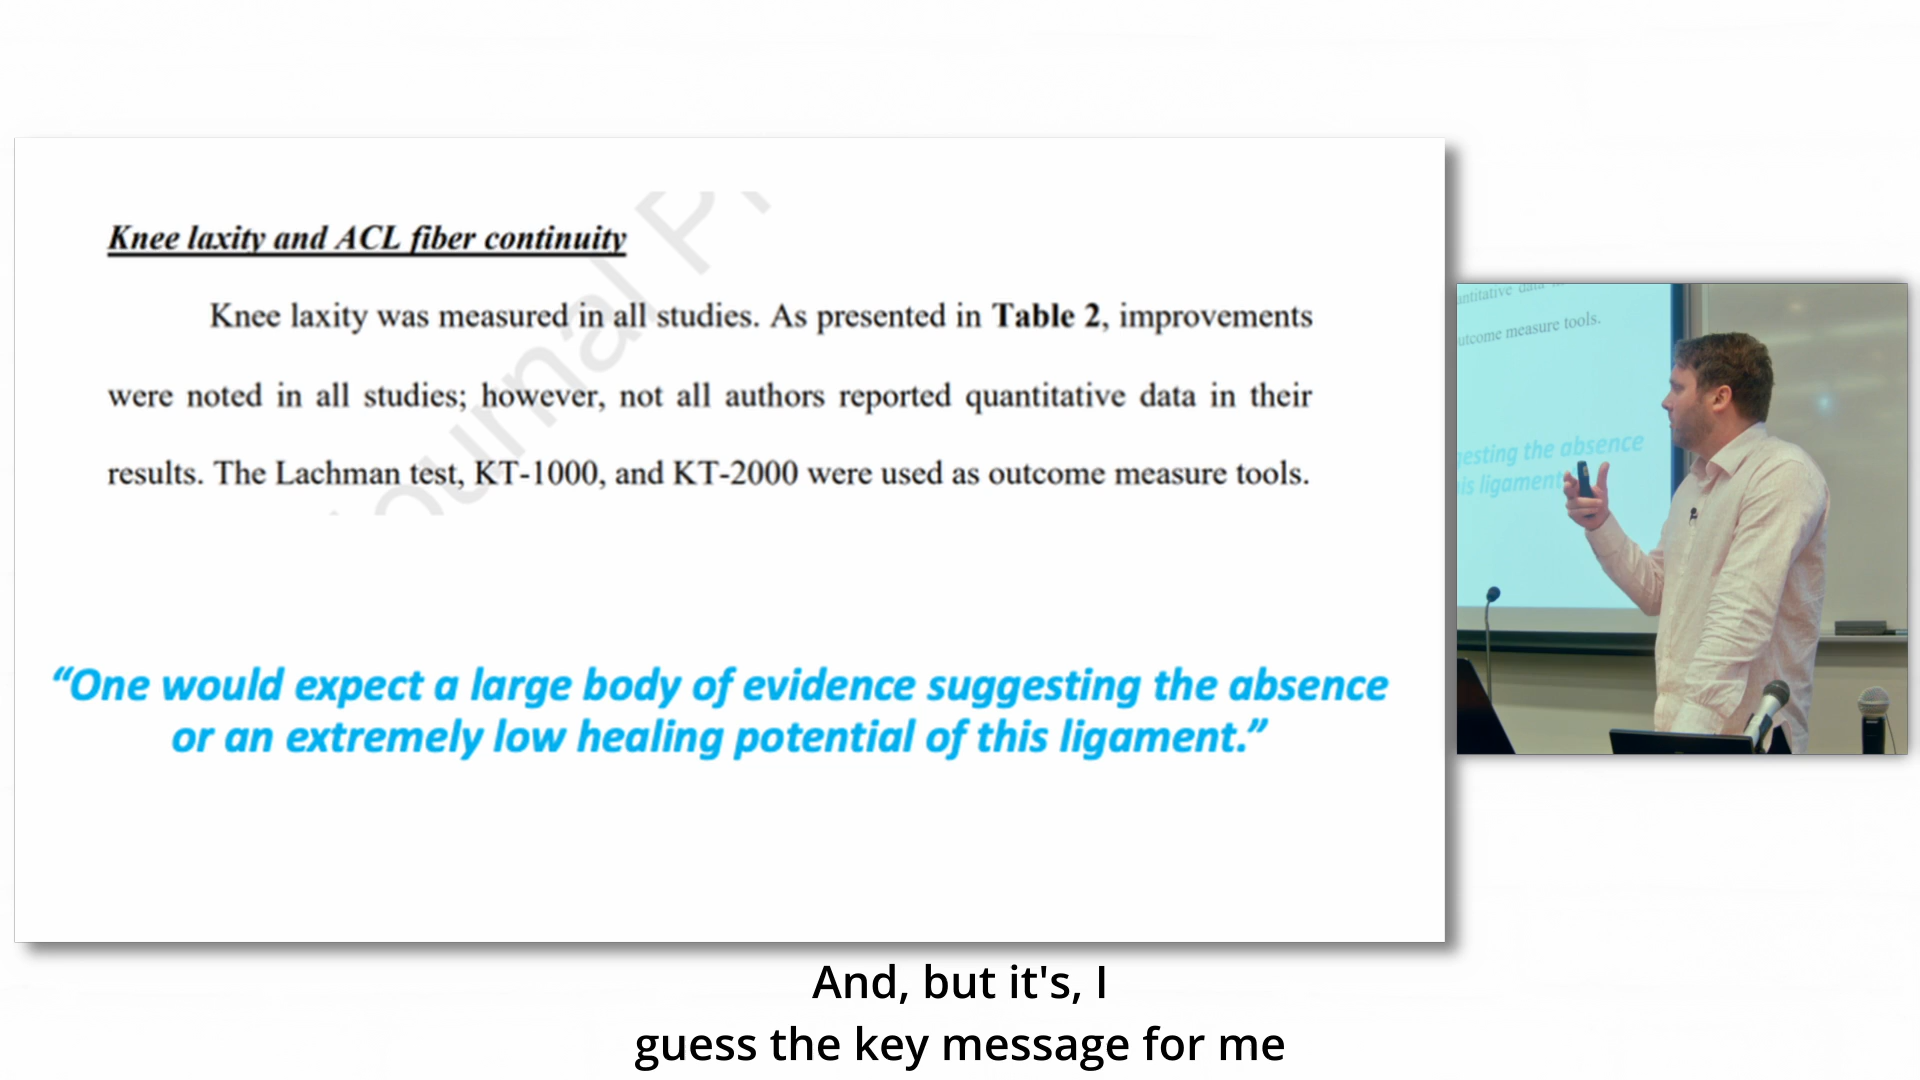 Knee laxity and ACL fiber continuity
Knee laxity was measured in all studies. As presented in Table 2, improvements
were noted in all studies; however, not all authors reported quantitative data in their
results. The Lachman test, KT-1000, and KT-2000 were used as outcome measure tools.
“One would expect a large body of evidence suggesting the absence
or an extremely low healing potential of this ligament.”
antitative data
utcome measure tools.
esting the absence
is ligament
And, but it's, I
guess the key message for me